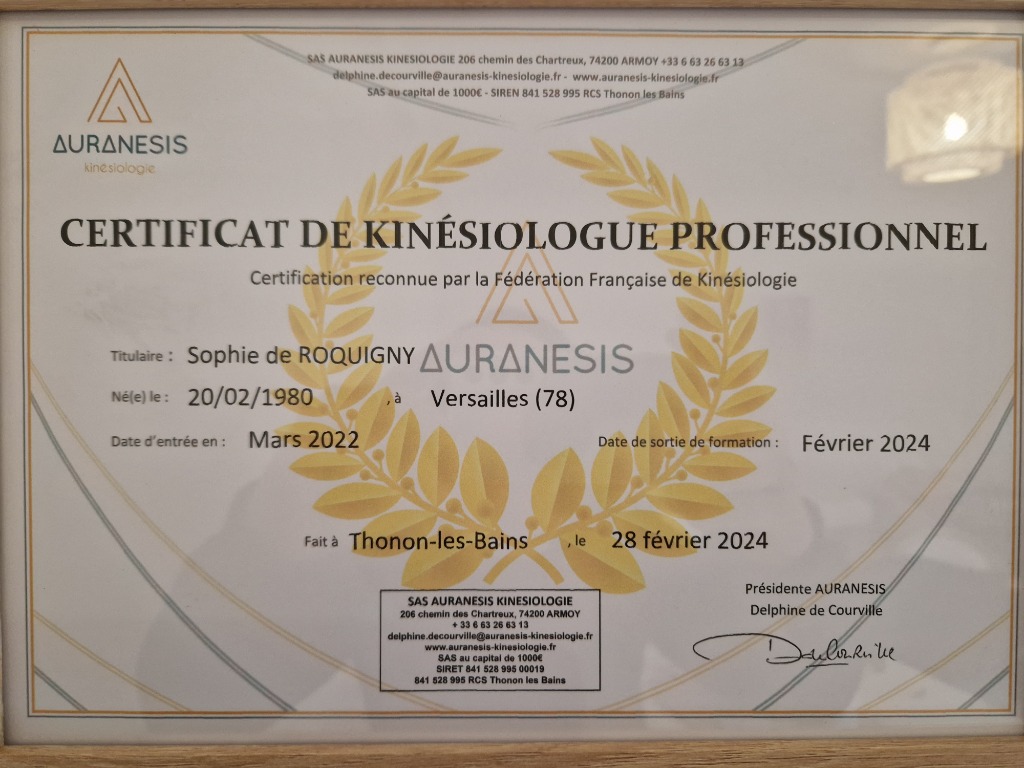 SAS AURANESIS KINESIOLOGIE 206 chemin des Chartreux, 74200 ARMOY +33 6 63 26 63 13
delphine.decourville@auranesis-kinesiologie.fr - www.auranesis-kinesiologie.fr
SAS au capital de 1000€ - SIREN 841 528 995 RCS Thonon les Bains
AURANESIS
kinésiologie
CERTIFICAT DE KINÉSIOLOGUE PROFESSIONNEL
Certification reconnue par la Fédération Française de Kinésiologie
Titulaire : Sophie de ROQUIGNY
AURANESIS
Né(e) le : 20/02/1980 , à Versailles (78)
Date d'entrée en : Mars 2022 Date de sortie de formation : Février 2024
Fait à Thonon-les-Bains , le 28 février 2024
Présidente AURANESIS
Delphine de Courville
SAS AURANESIS KINESIOLOGIE
206 chemin des Chartreux, 74200 ARMOY
+ 33 6 63 26 63 13
delphine.decourville@auranesis-kinesiologie.fr
www.auranesis-kinesiologie.fr
SAS au capital de 1000€
SIRET 841 528 995 00019
841 528 995 RCS Thonon les Bains